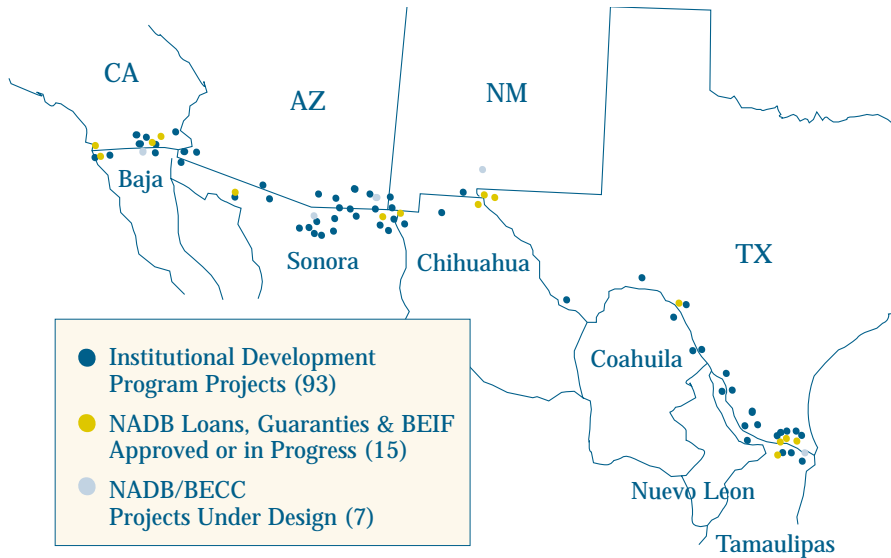 CA
AZ
NM
Baja
Sonora
Chihuahua
TX
Coahuila
Institutional Development
Program Projects (93)
NADB Loans, Guaranties & BEIF
Approved or in Progress (15)
NADB/BECC
Projects Under Design (7)
Nuevo Leon
Tamaulipas